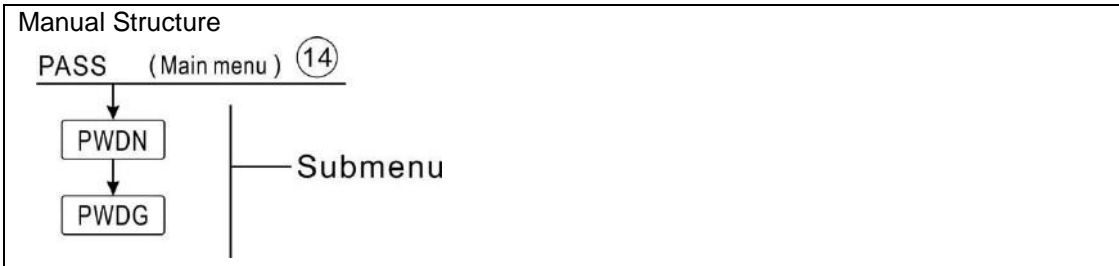 Manual Structure
PASS (Main menu) 14
PWDN
Submenu
PWDG